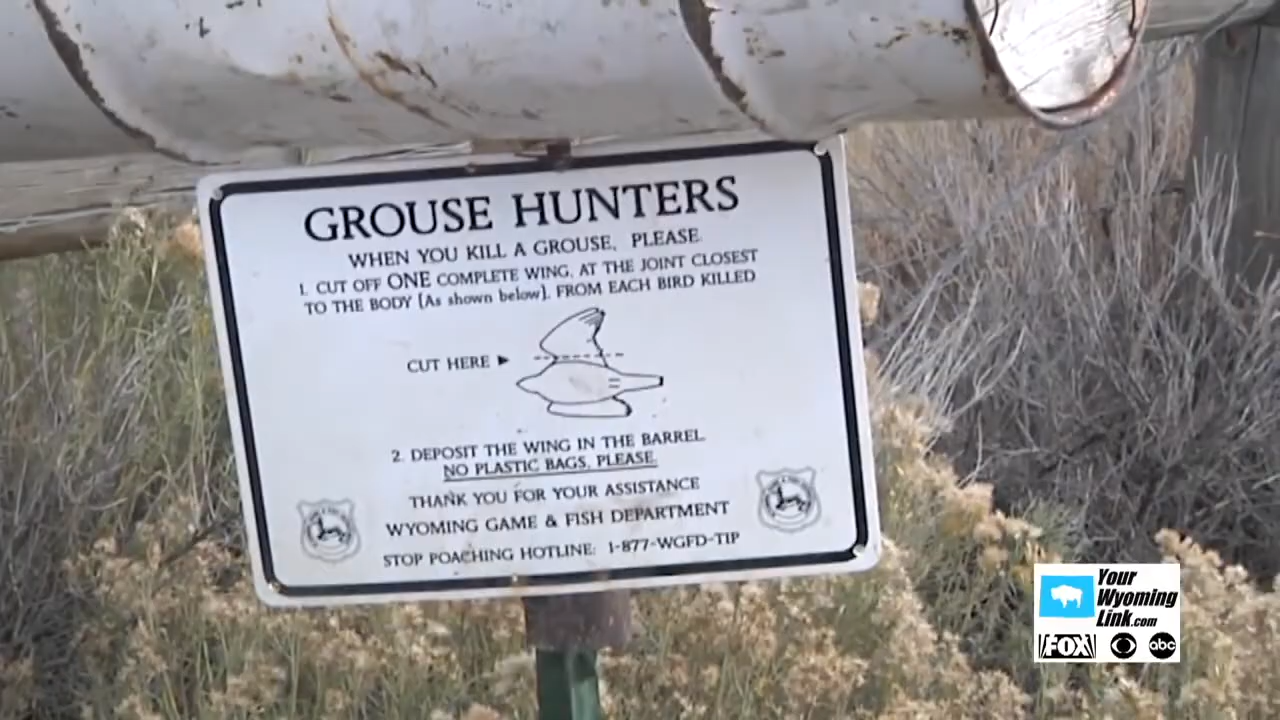 GROUSE HUNTERS
WHEN YOU KILL A GROUSE, PLEASE.
1. CUT OFF ONE COMPLETE WING, AT THE JOINT CLOSEST
TO THE BODY (As shown below), FROM EACH BIRD KILLED
CUT HERE ►
2. DEPOSIT THE WING IN THE BARREL
NO PLASTIC BAGS, PLEASE.
THANK YOU FOR YOUR ASSISTANCE
WYOMING GAME & FISH DEPARTMENT
STOP POACHING HOTLINE: 1-877-WGFD-TIP
Your
Wyoming
Link.com
FOX
abc